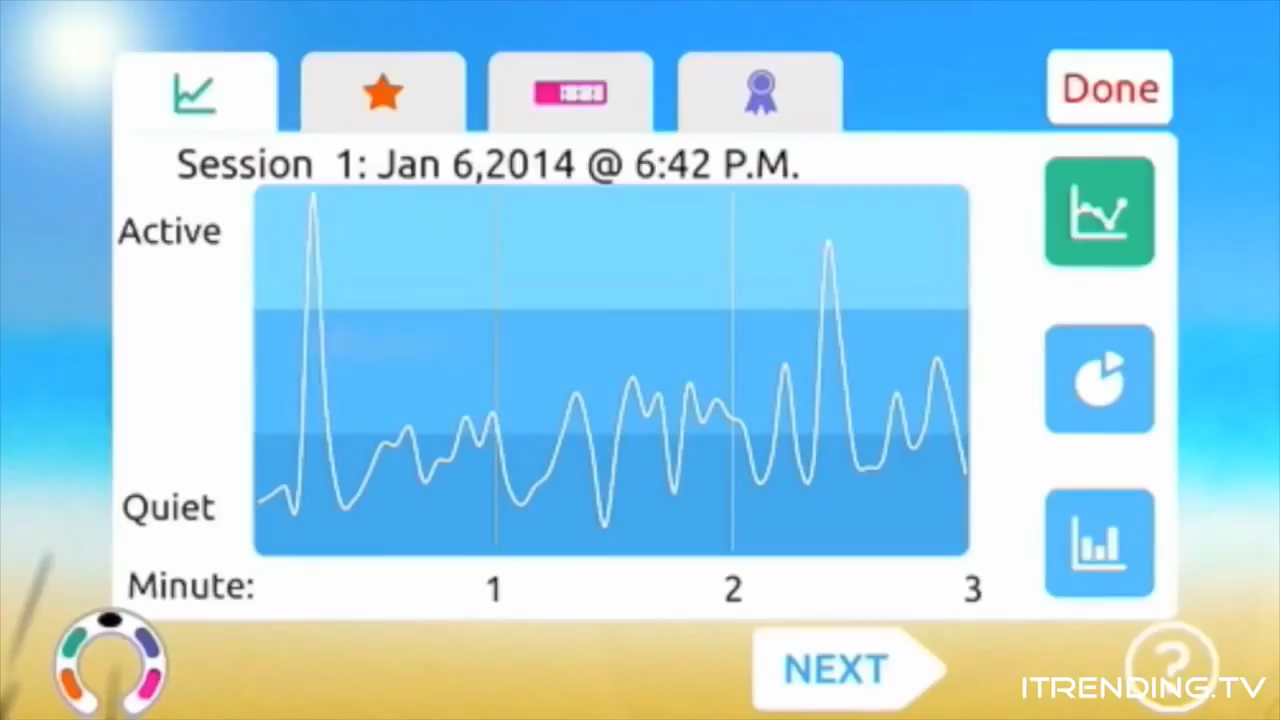 Done
Session 1: Jan 6,2014 @ 6:42 P.M.
Active
Quiet
Minute: 1 2 3
NEXT
?
ITRENDING.TV